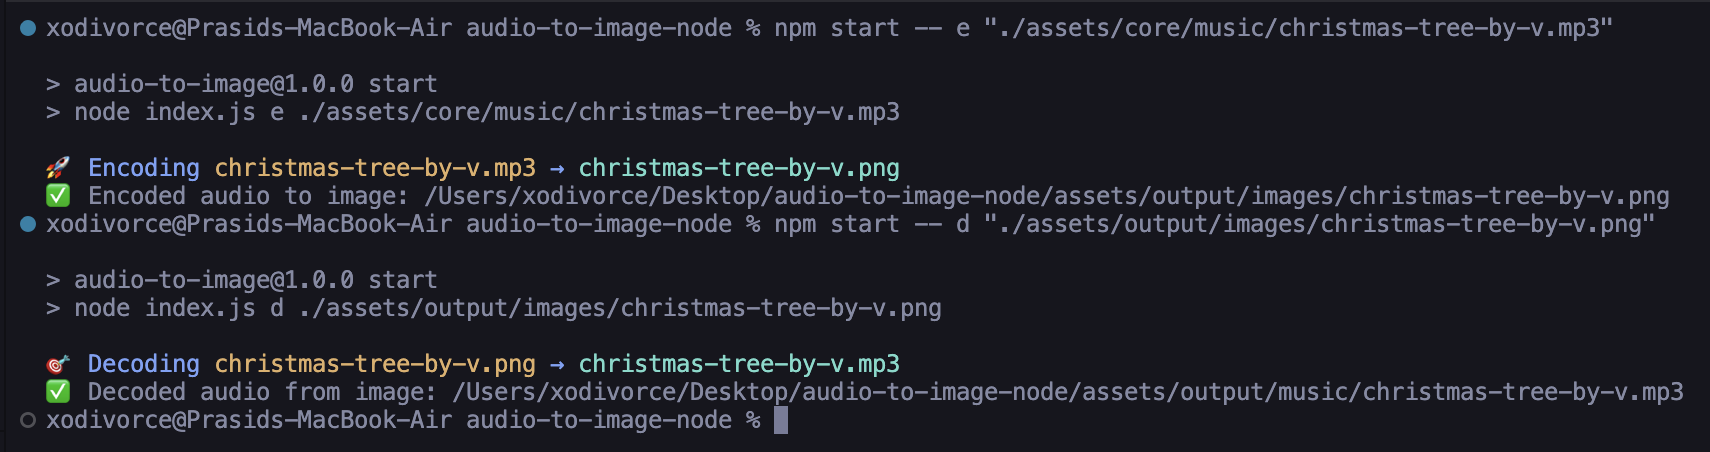 xodivorce@Prasids-MacBook-Air audio-to-image-node % npm start -- e "./assets/core/music/christmas-tree-by-v.mp3"
> audio-to-image@1.0.0 start
> node index.js e ./assets/core/music/christmas-tree-by-v.mp3
🚀 Encoding christmas-tree-by-v.mp3 → christmas-tree-by-v.png
✅ Encoded audio to image: /Users/xodivorce/Desktop/audio-to-image-node/assets/output/images/christmas-tree-by-v.png
xodivorce@Prasids-MacBook-Air audio-to-image-node % npm start -- d "./assets/output/images/christmas-tree-by-v.png"
> audio-to-image@1.0.0 start
> node index.js d ./assets/output/images/christmas-tree-by-v.png
🎯 Decoding christmas-tree-by-v.png → christmas-tree-by-v.mp3
✅ Decoded audio from image: /Users/xodivorce/Desktop/audio-to-image-node/assets/output/music/christmas-tree-by-v.mp3
xodivorce@Prasids-MacBook-Air audio-to-image-node %